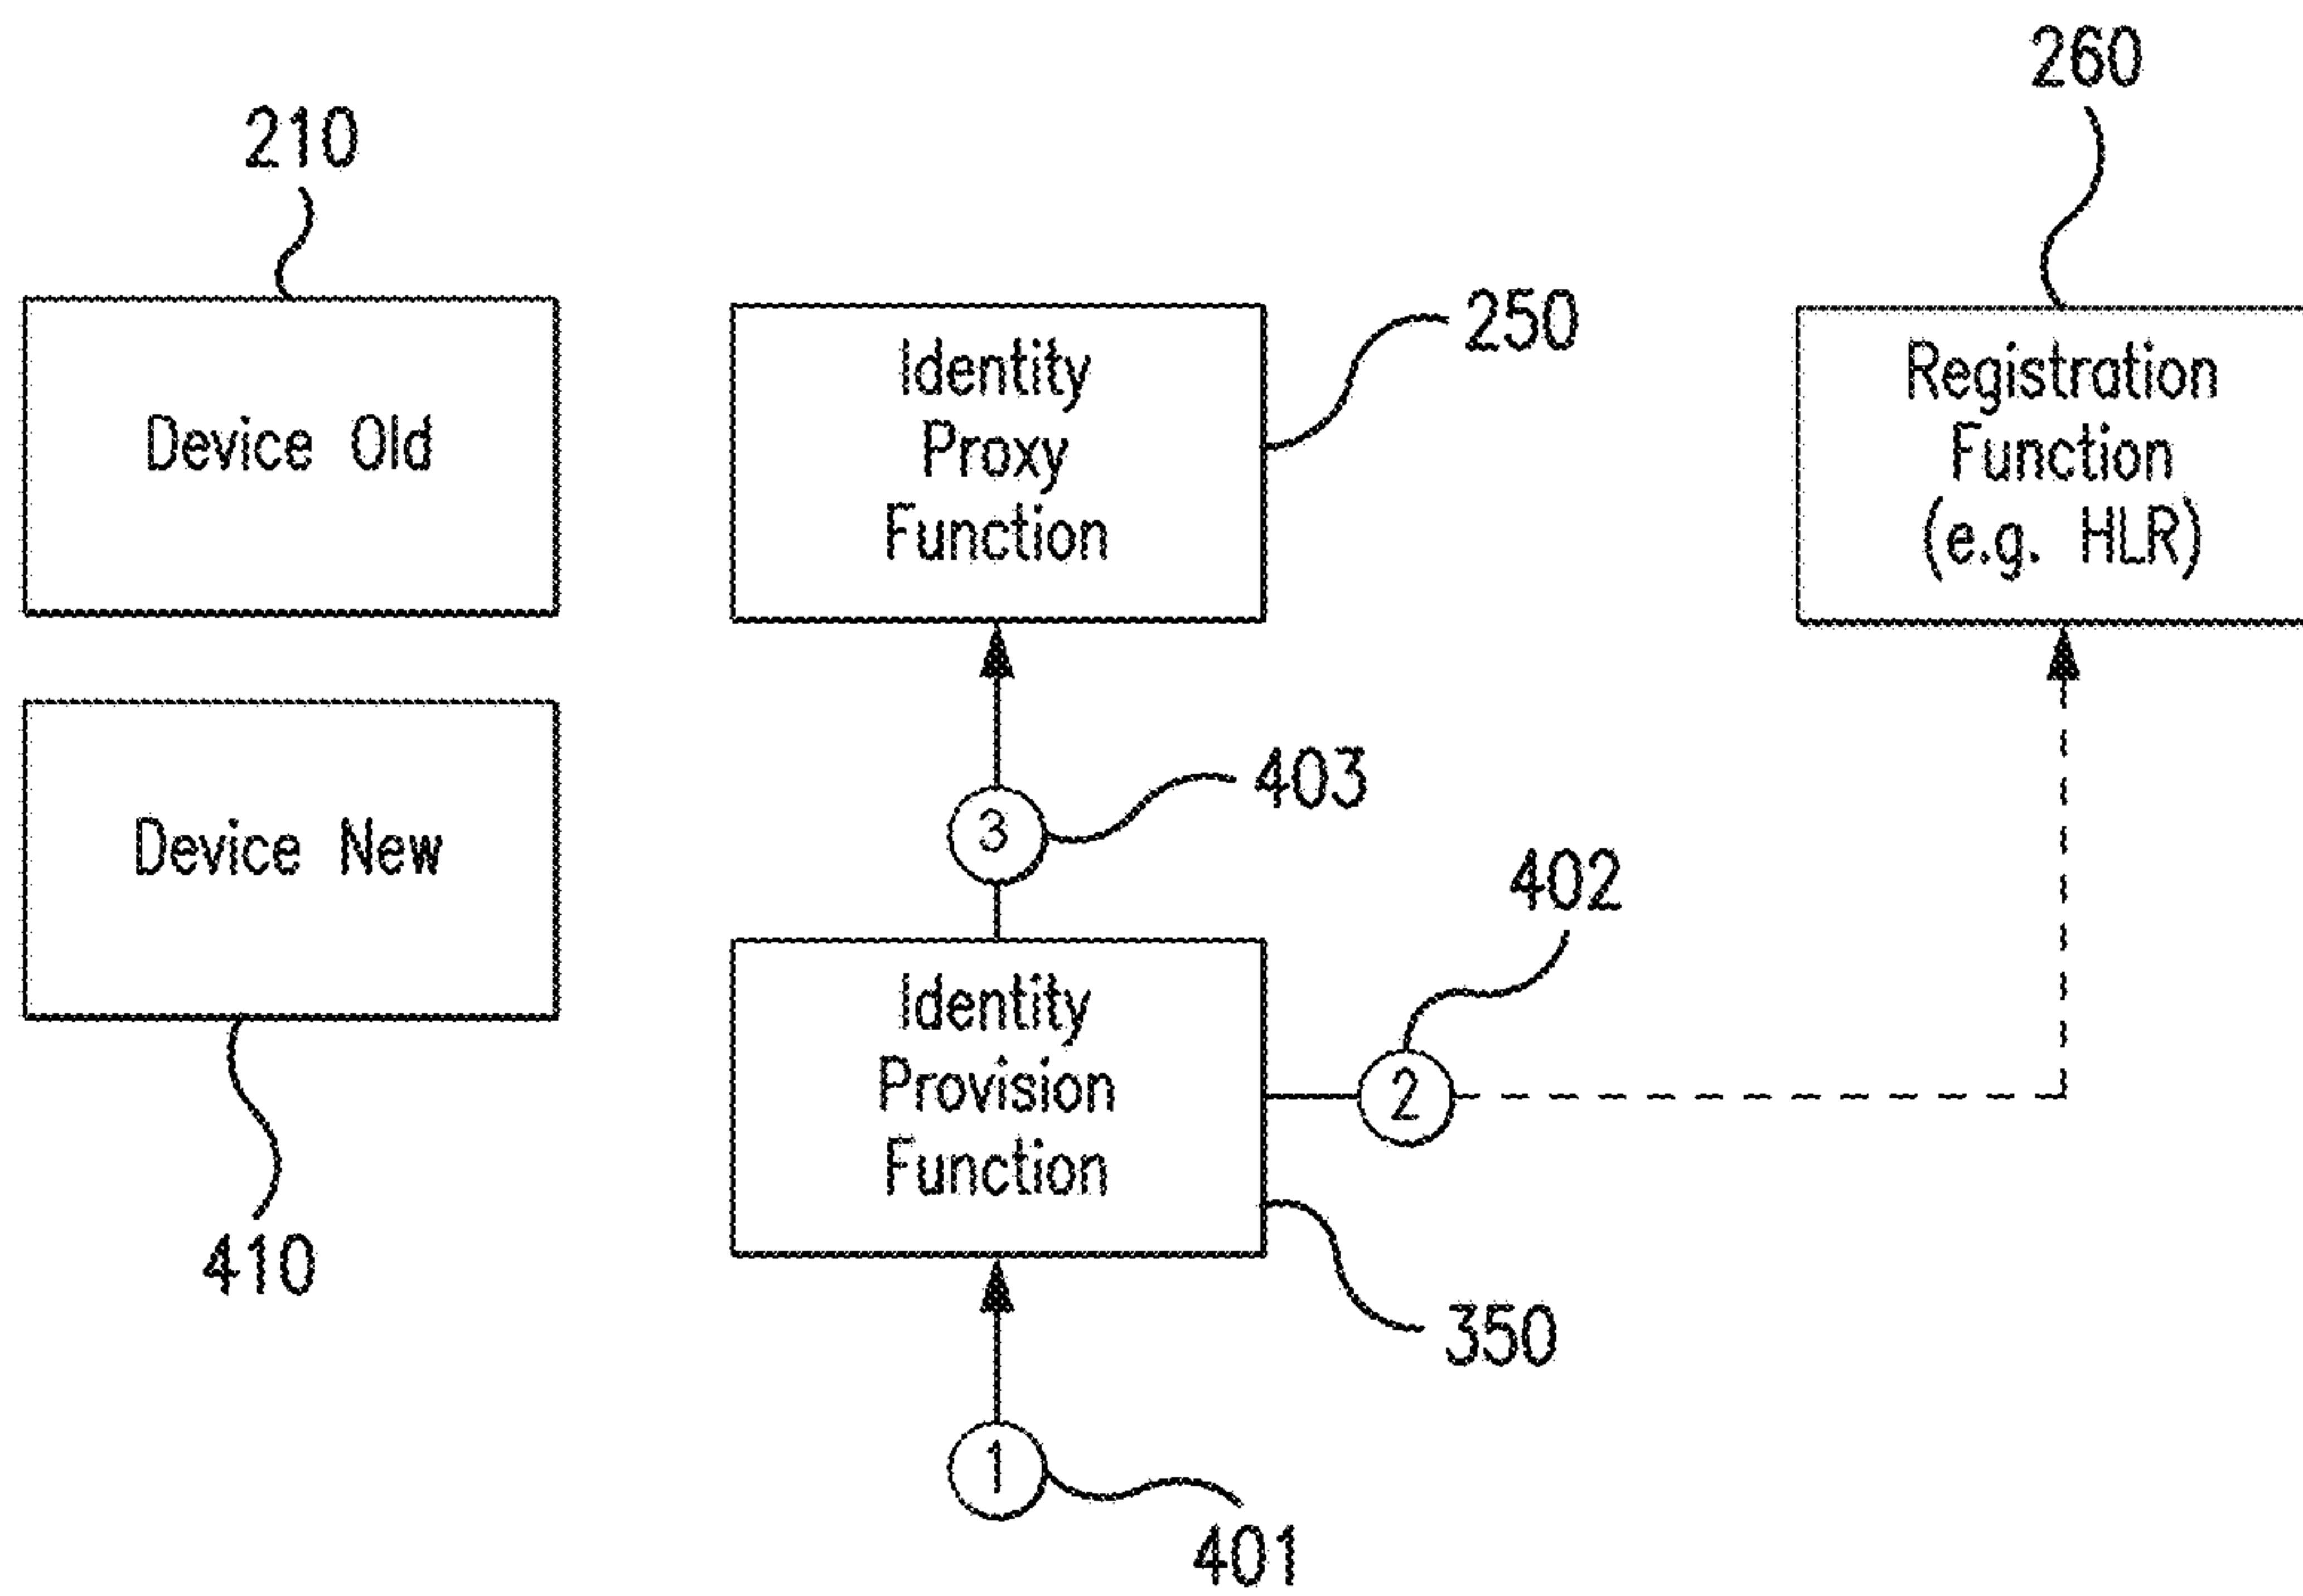 260
210
250
Device Old
Identity
Proxy
Function
Registration
Function
(e.g. HLR)
403
3
Device New
402
Identity
Provision
Function
2
410
350
1
401